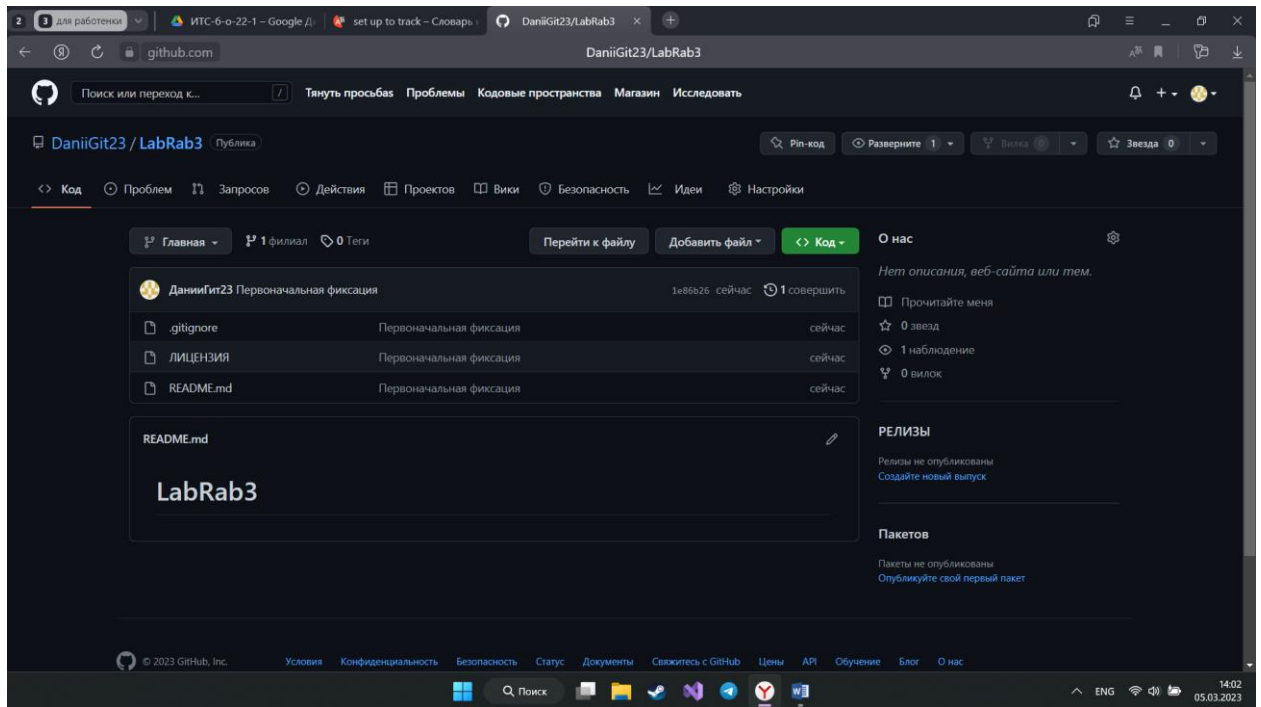 2 3 для работенки ИТС-6-о-22-1 – Google Д set up to track – Словарь DaniiGit23/LabRab3
github.com DaniiGit23/LabRab3
Поиск или переход к... / Тянуть просьбas Проблемы Кодовые пространства Магазин Исследовать
DaniiGit23 / LabRab3 Публика Pin-код Разверните 1 Вилка 0 Звезда 0
Код Проблем Запросов Действия Проектов Вики Безопасность Идеи Настройки
Главная 1 филиал 0 Теги Перейти к файлу Добавить файл Код
ДанииГит23 Первоначальная фиксация 1e86b26 сейчас 1 совершить
.gitignore Первоначальная фиксация сейчас
ЛИЦЕНЗИЯ Первоначальная фиксация сейчас
README.md Первоначальная фиксация сейчас
README.md
LabRab3
О нас
Нет описания, веб-сайта или тем.
Прочитайте меня
0 звезд
1 наблюдение
0 вилок
РЕЛИЗЫ
Релизы не опубликованы
Создайте новый выпуск
Пакетов
Пакеты не опубликованы
Опубликуйте свой первый пакет
© 2023 GitHub, Inc. Условия Конфиденциальность Безопасность Статус Документы Свяжитесь с GitHub Цены API Обучение Блог О нас
Поиск ENG 14:02
05.03.2023